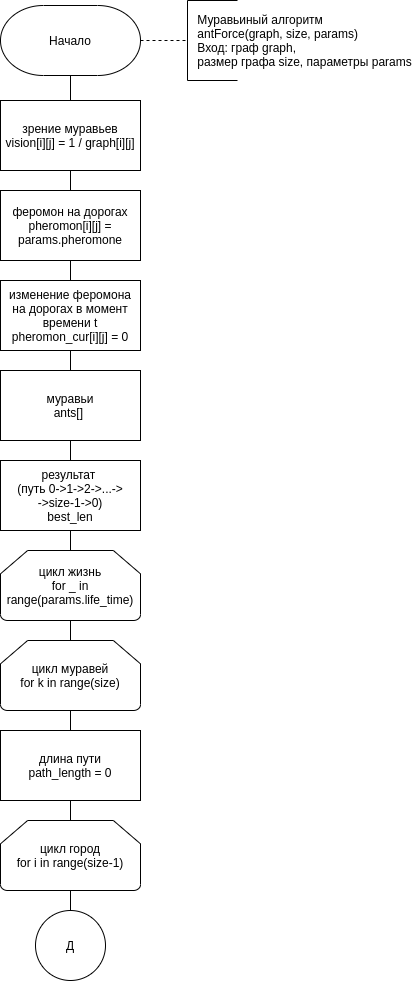 Начало
Муравьиный алгоритм
antForce(graph, size, params)
Вход: граф graph,
размер графа size, параметры params
зрение муравьев
vision[i][j] = 1 / graph[i][j]
феромон на дорогах
pheromon[i][j] =
params.pheromone
изменение феромона
на дорогах в момент
времени t
pheromon_cur[i][j] = 0
муравьи
ants[]
результат
(путь 0->1->2->...->
->size-1->0)
best_len
цикл жизнь
for _ in
range(params.life_time)
цикл муравей
for k in range(size)
длина пути
path_length = 0
цикл город
for i in range(size-1)
Д